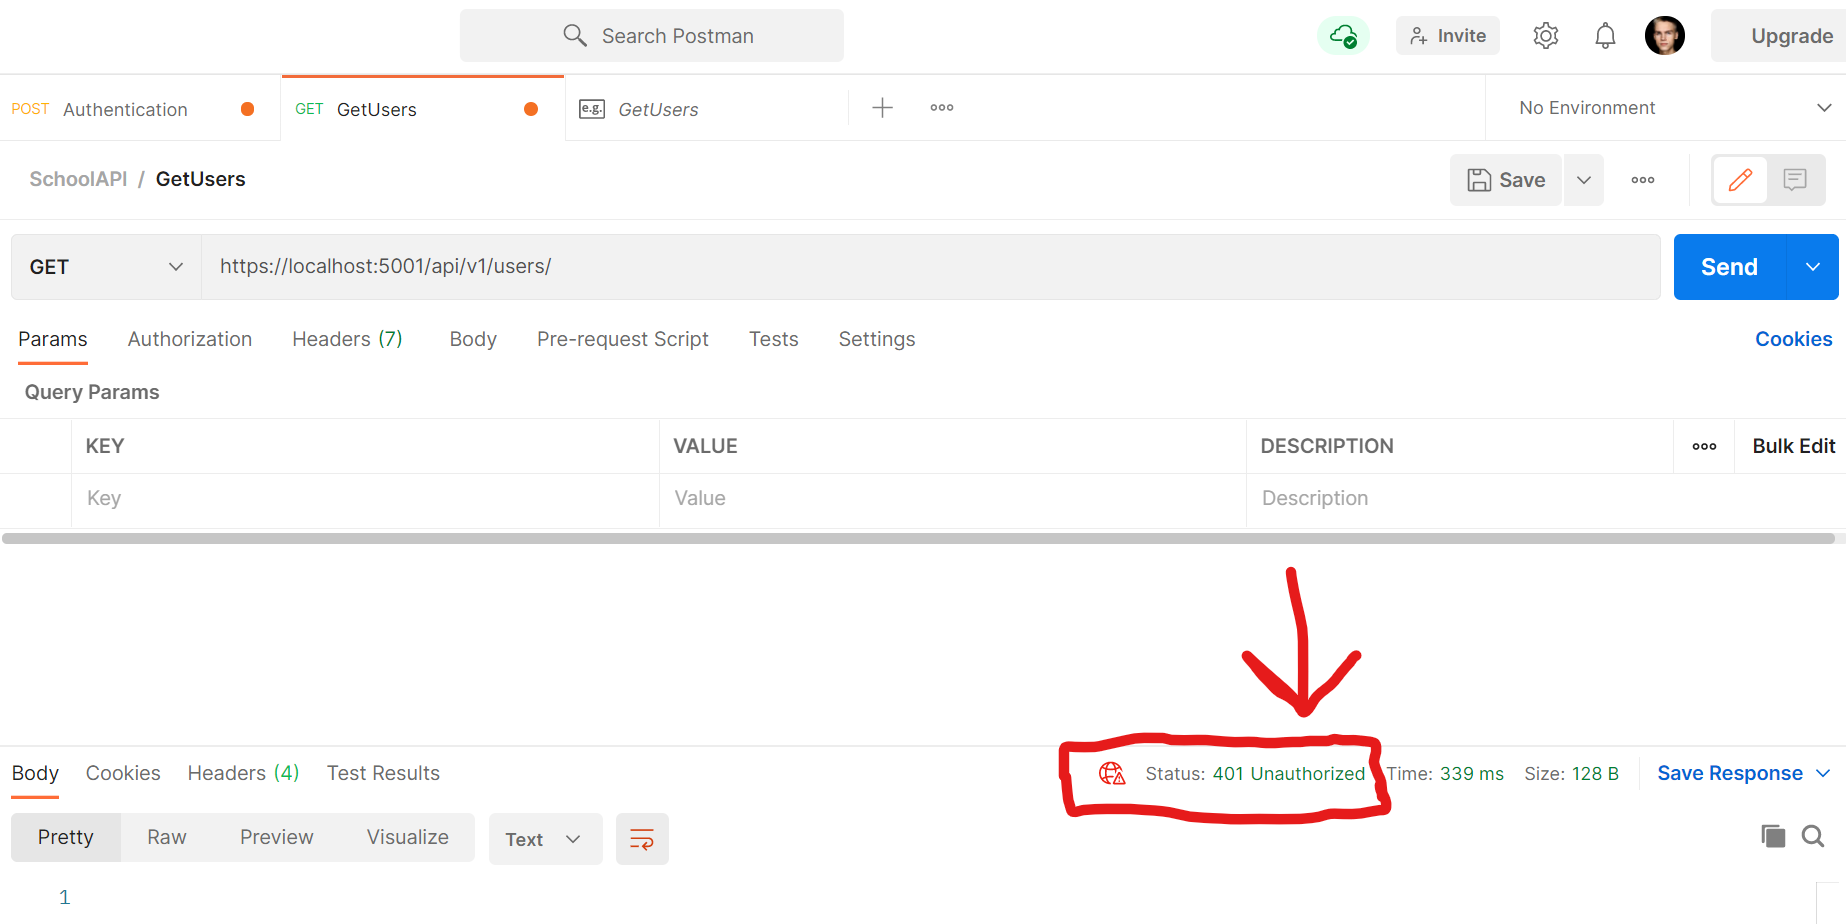 Search Postman
Invite
Upgrade
POST Authentication
GET GetUsers
e.g. GetUsers
No Environment
SchoolAPI / GetUsers
Save
GET
https://localhost:5001/api/v1/users/
Send
Params Authorization Headers (7) Body Pre-request Script Tests Settings Cookies
Query Params
KEY VALUE DESCRIPTION Bulk Edit
Key Value Description
Body Cookies Headers (4) Test Results Status: 401 Unauthorized Time: 339 ms Size: 128 B Save Response
Pretty Raw Preview Visualize Text
1